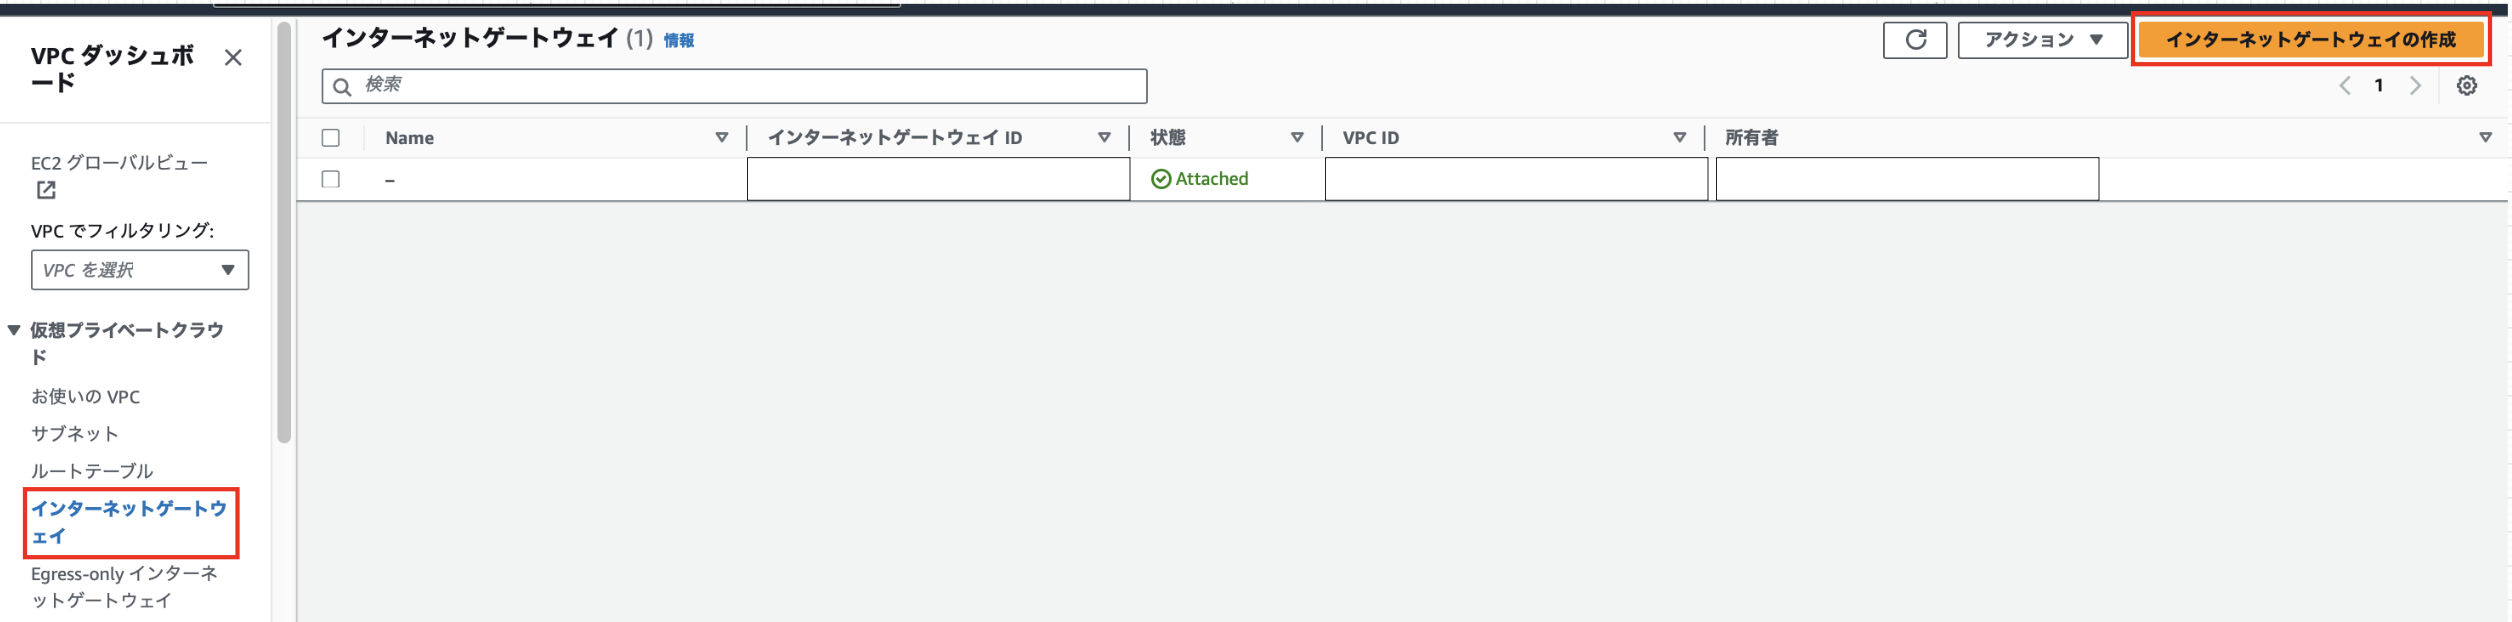 VPC ダッシュボ
ード
EC2 グローバルビュー
VPC でフィルタリング:
VPC を選択
仮想プライベートクラウ
ド
お使いの VPC
サブネット
ルートテーブル
インターネットゲートウ
ェイ
Egress-only インターネ
ットゲートウェイ
インターネットゲートウェイ (1) 情報
アクション
インターネットゲートウェイの作成
検索
1
Name インターネットゲートウェイ ID 状態 VPC ID 所有者
– Attached